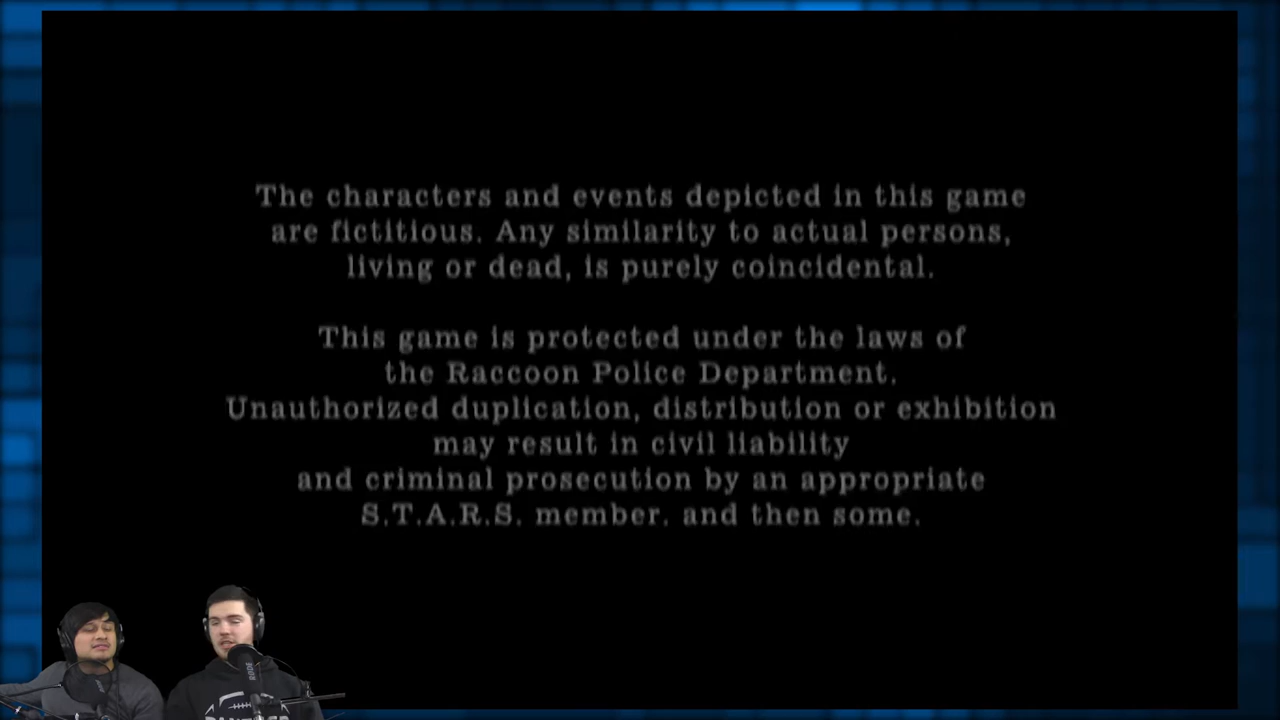 The characters and events depicted in this game
are fictitious. Any similarity to actual persons,
living or dead, is purely coincidental.
This game is protected under the laws of
the Raccoon Police Department.
Unauthorized duplication, distribution or exhibition
may result in civil liability
and criminal prosecution by an appropriate
S.T.A.R.S. member, and then some.
RODE